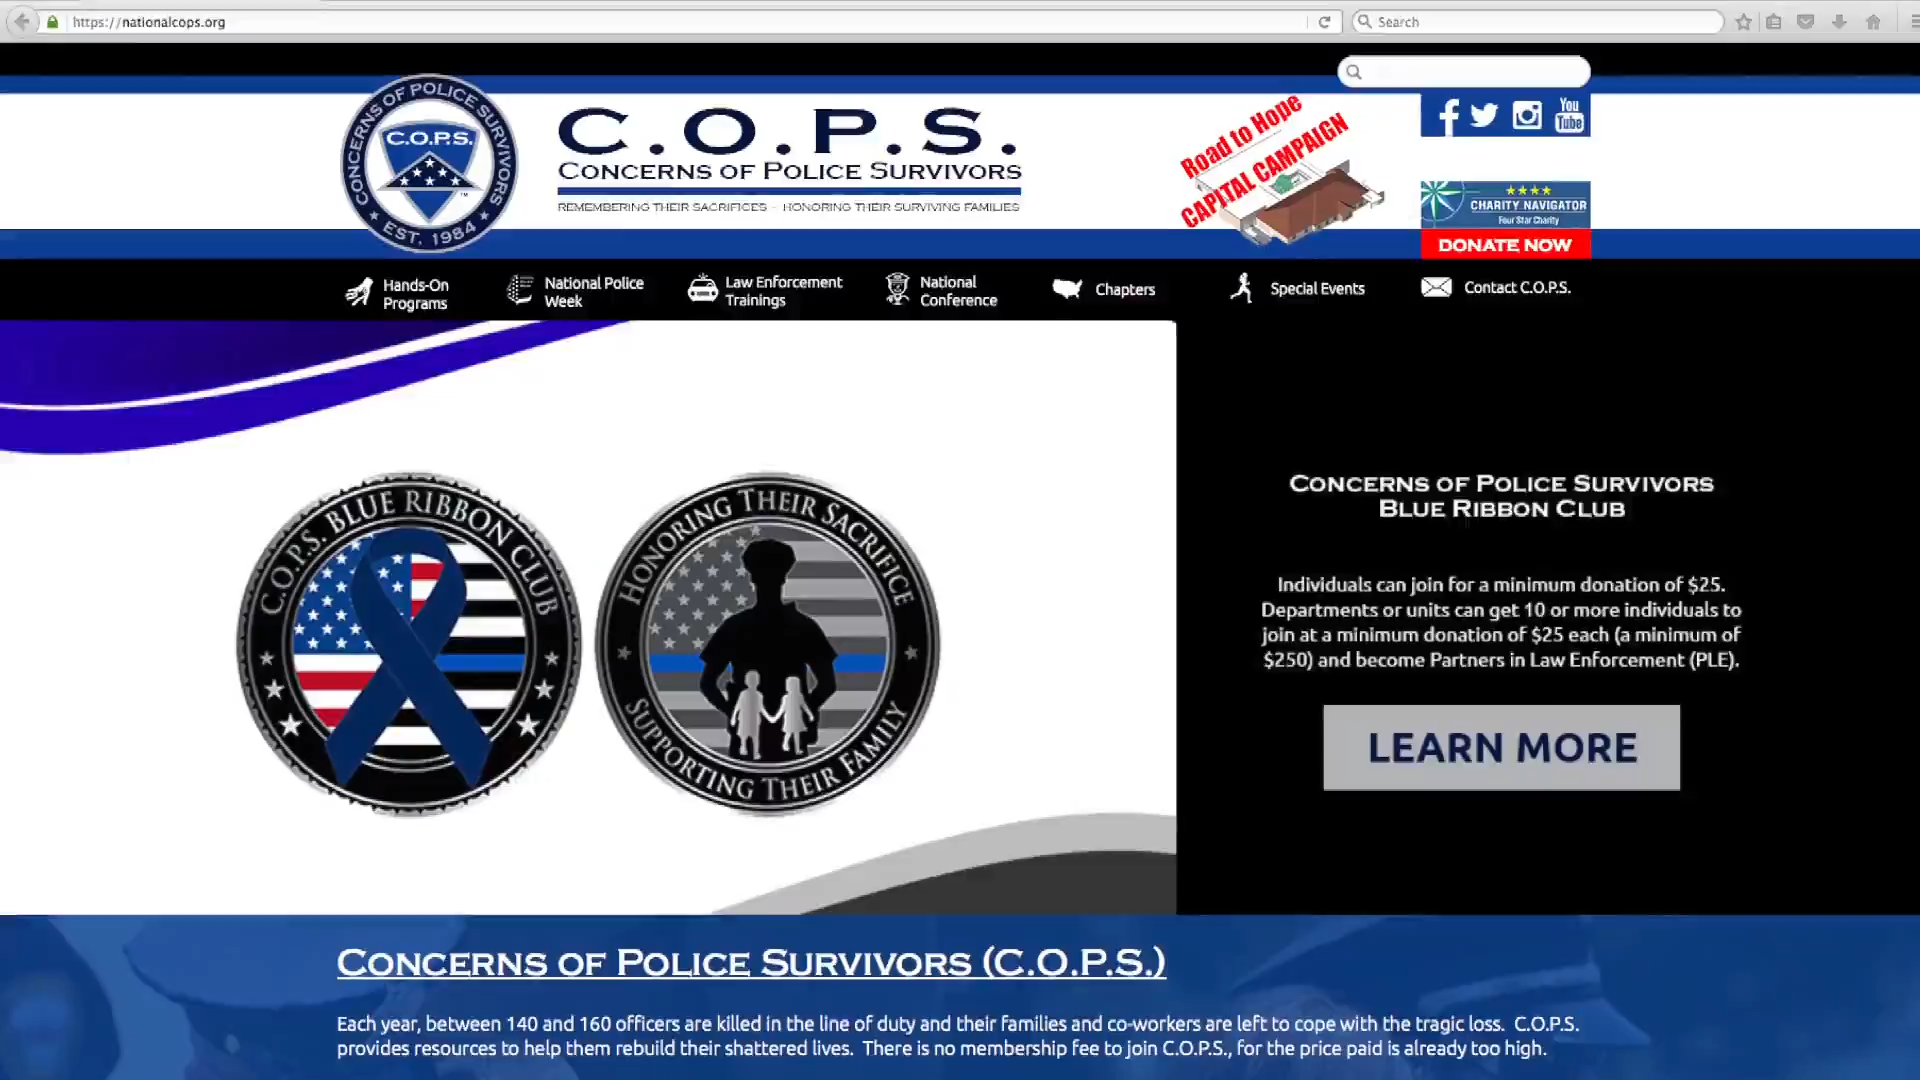 https://nationalcops.org
Search
CONCERNS OF POLICE SURVIVORS
C.O.P.S.
EST. 1984
C.O.P.S.
CONCERNS OF POLICE SURVIVORS
REMEMBERING THEIR SACRIFICES - HONORING THEIR SURVIVING FAMILIES
Road to Hope
CAPITAL CAMPAIGN
You
Tube
CHARITY NAVIGATOR
Four Star Charity
DONATE NOW
Hands-On
Programs
National Police
Week
Law Enforcement
Trainings
National
Conference
Chapters
Special Events
Contact C.O.P.S.
C.O.P.S. BLUE RIBBON CLUB
HONORING THEIR SACRIFICE
SUPPORTING THEIR FAMILY
CONCERNS OF POLICE SURVIVORS
BLUE RIBBON CLUB
Individuals can join for a minimum donation of $25.
Departments or units can get 10 or more individuals to
join at a minimum donation of $25 each (a minimum of
$250) and become Partners in Law Enforcement (PLE).
LEARN MORE
CONCERNS OF POLICE SURVIVORS (C.O.P.S.)
Each year, between 140 and 160 officers are killed in the line of duty and their families and co-workers are left to cope with the tragic loss. C.O.P.S.
provides resources to help them rebuild their shattered lives. There is no membership fee to join C.O.P.S., for the price paid is already too high.